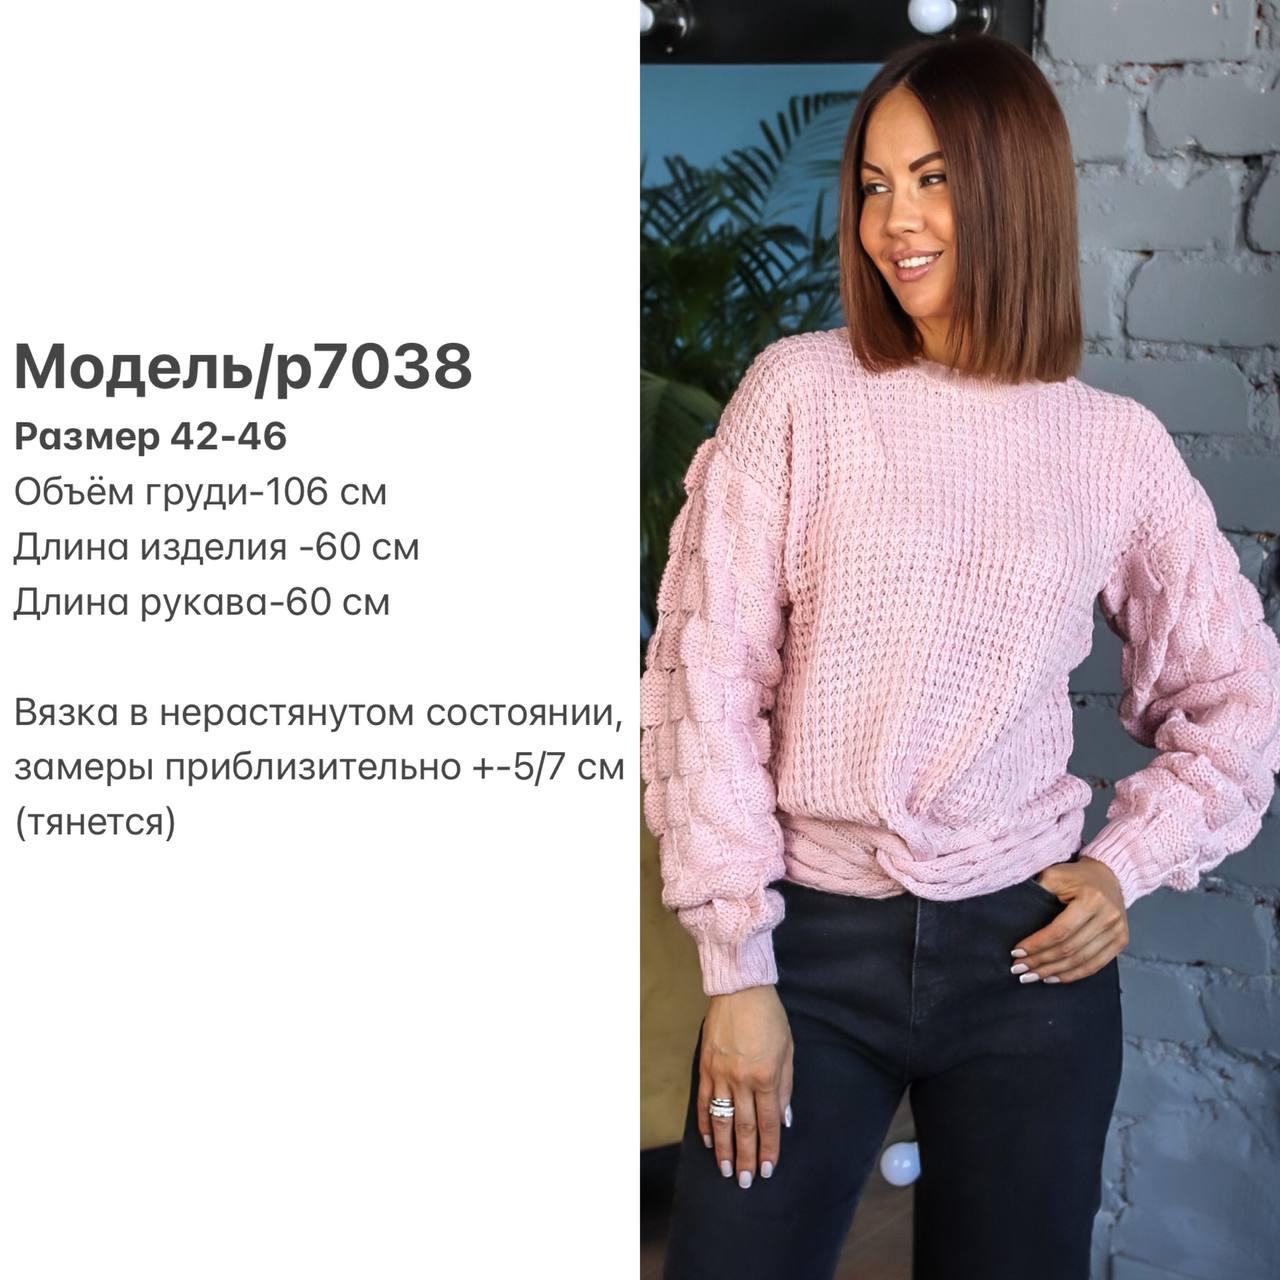 Модель/р7038
Размер 42-46
Объём груди-106 см
Длина изделия -60 см
Длина рукава-60 см
Вязка в нерастянутом состоянии,
замеры приблизительно +-5/7 см
(тянется)